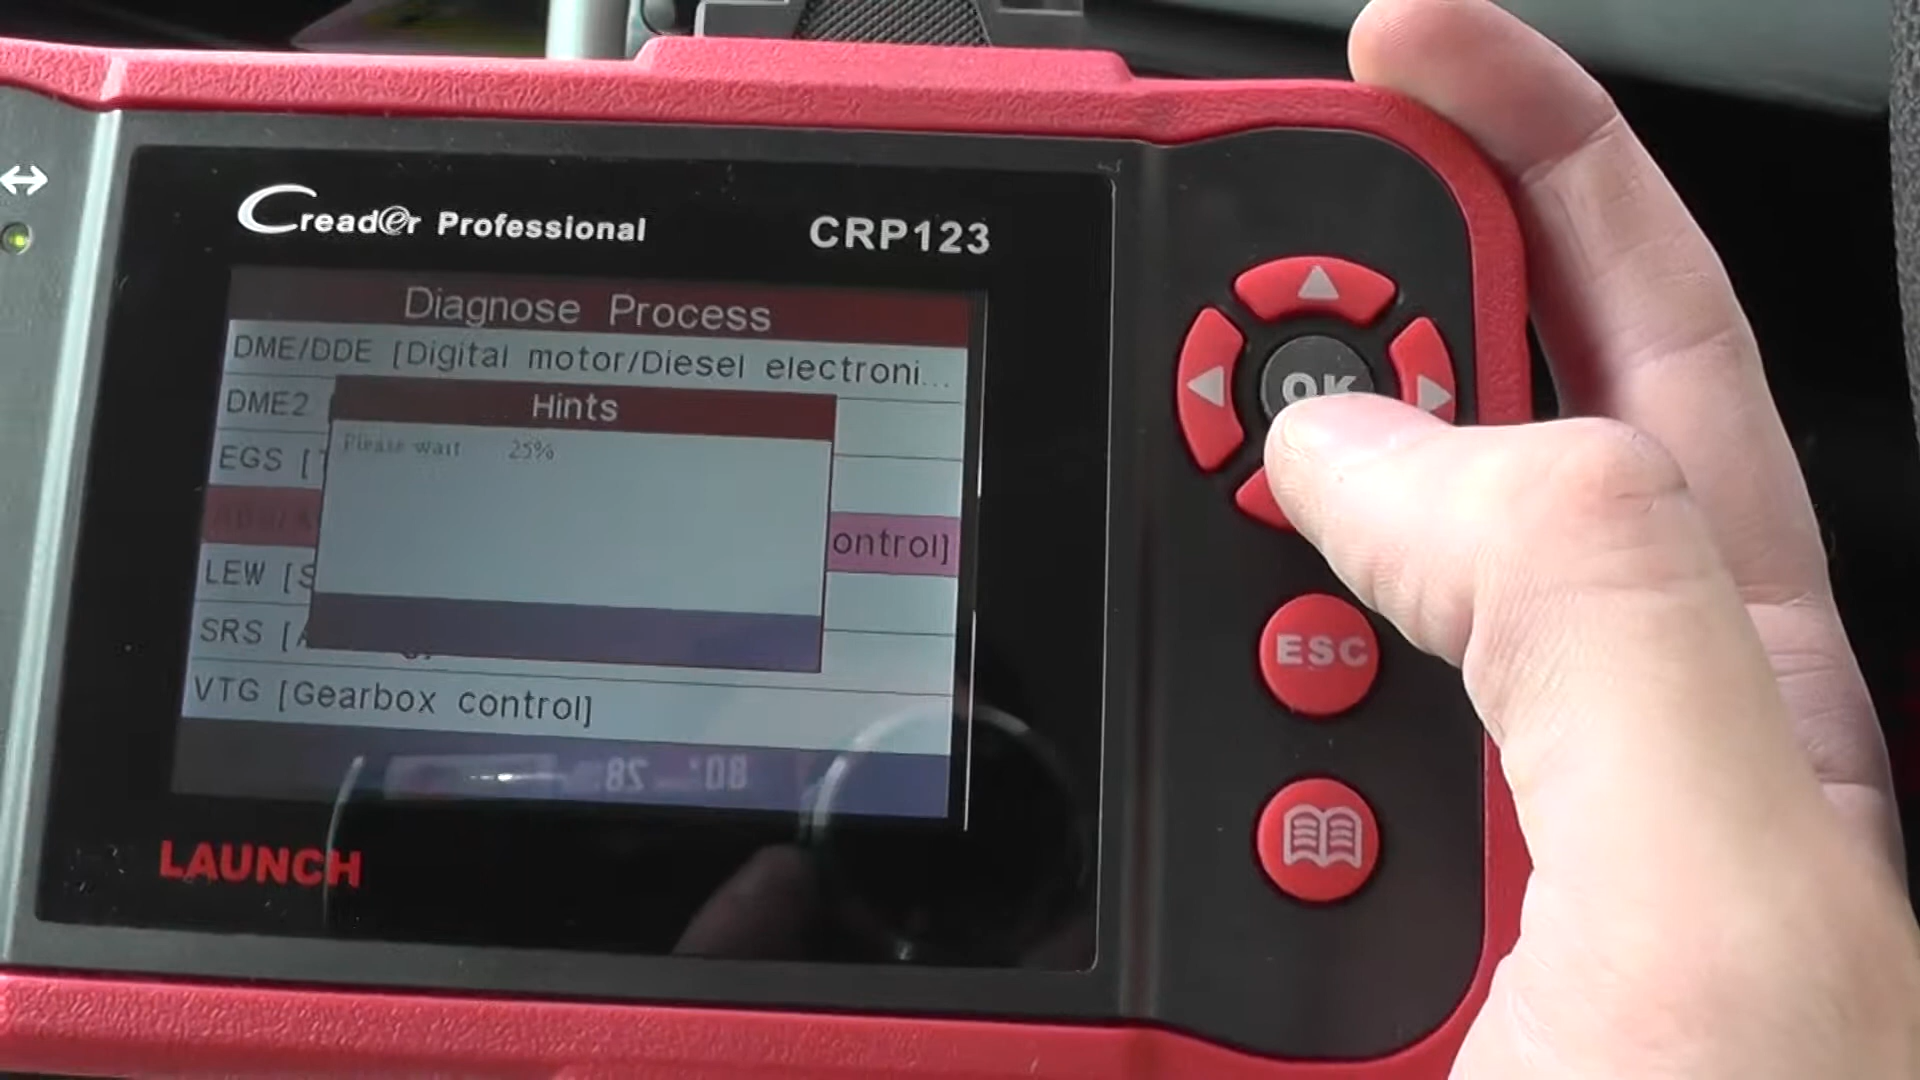 Creader Professional CRP123
Diagnose Process
DME/DDE [Digital motor/Diesel electroni...
DME2
Hints
Please wait 25%
EGS [
ontrol]
LEW [S
SRS [
VTG [Gearbox control]
LAUNCH
OK
ESC